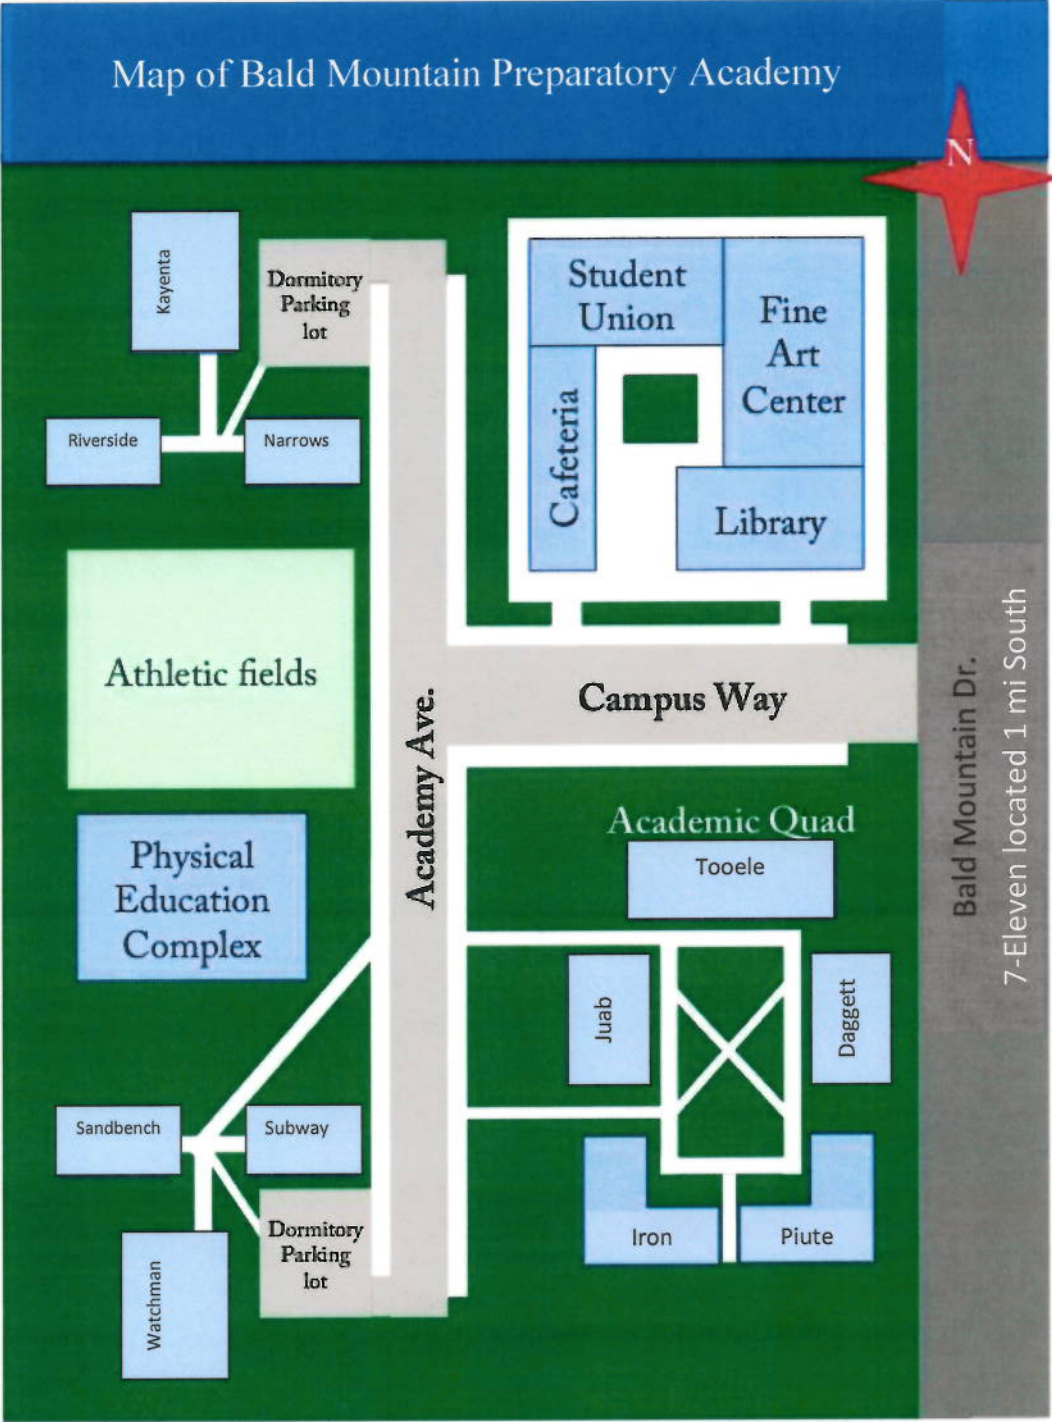 Map of Bald Mountain Preparatory Academy
N
Kayenta
Dormitory
Parking
lot
Student
Union
Fine
Art
Center
Cafeteria
Library
Riverside
Narrows
Athletic fields
Campus Way
Academy Ave.
Bald Mountain Dr.
7-Eleven located 1 mi South
Physical
Education
Complex
Academic Quad
Tooele
Juab
Daggett
Sandbench
Subway
Iron
Piute
Dormitory
Parking
lot
Watchman